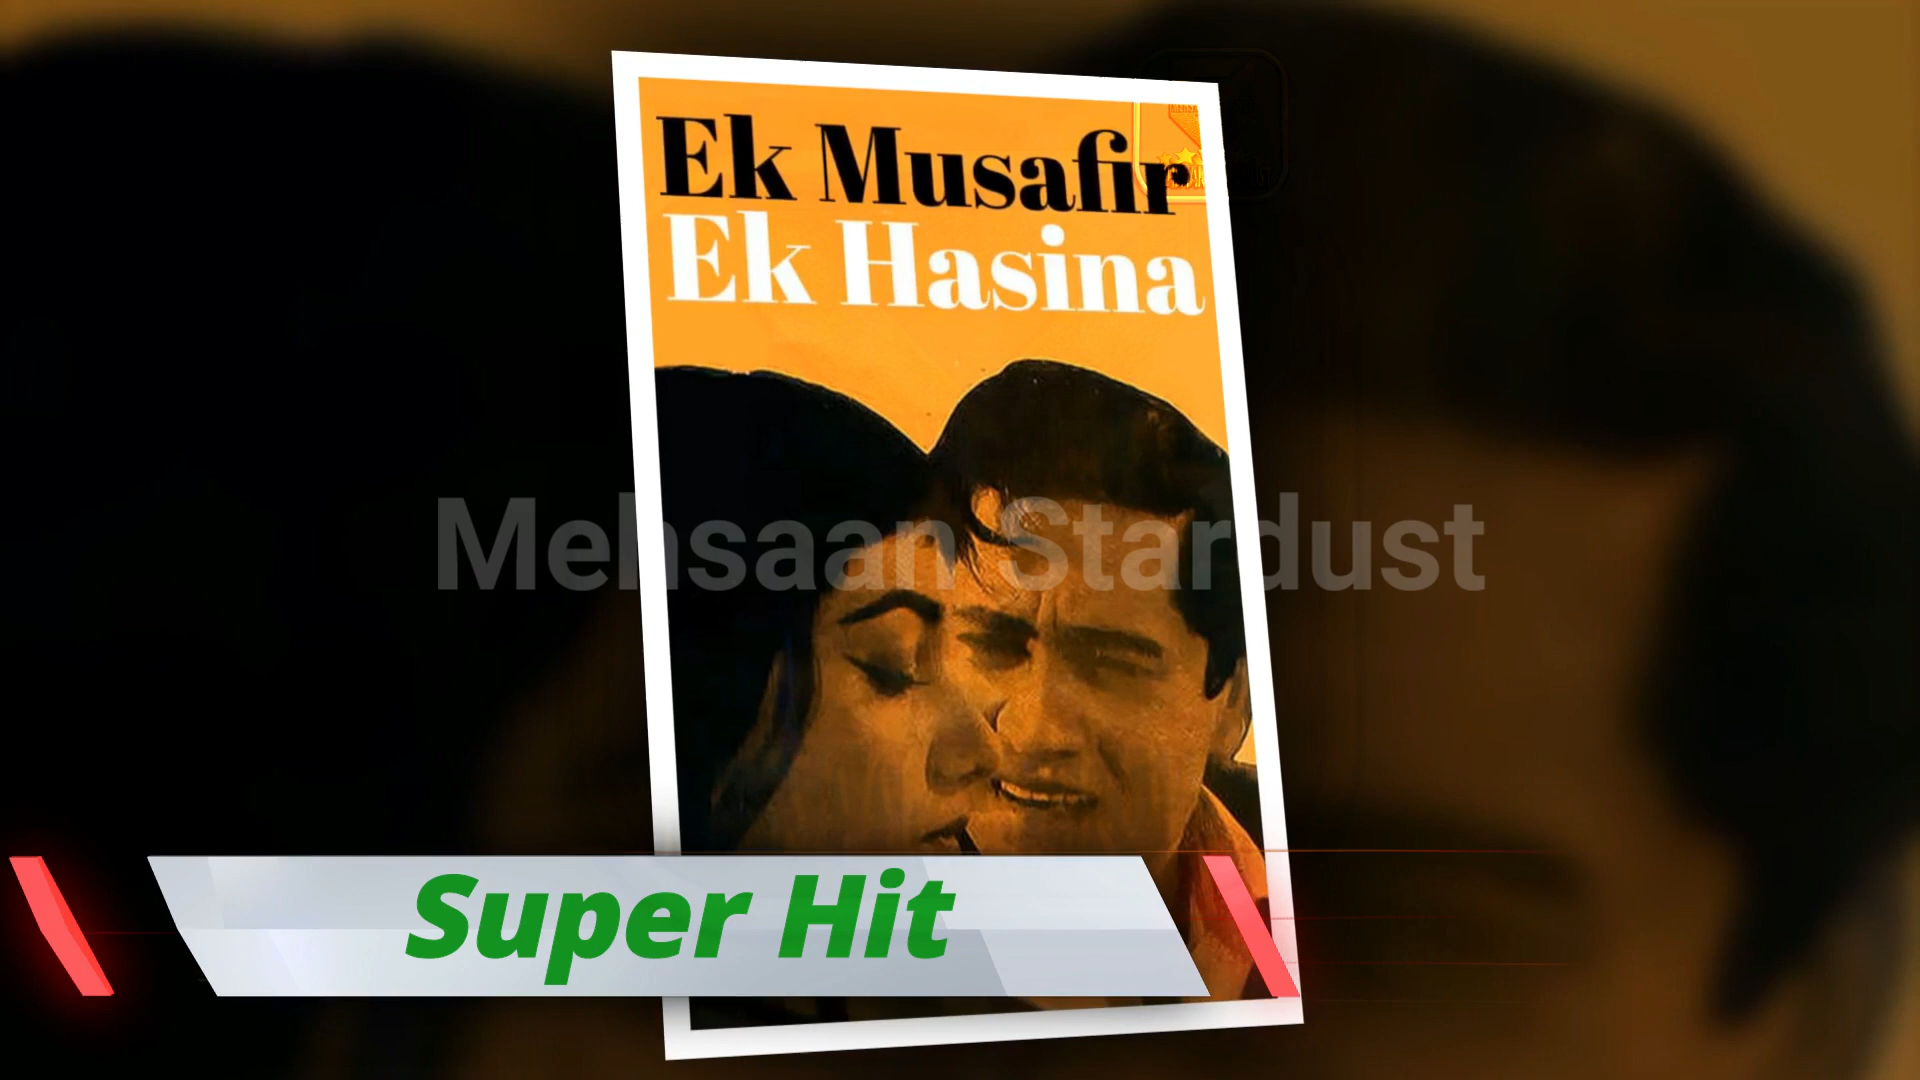 Ek Musafir
Ek Hasina
Mehsaan Stardust
Super Hit